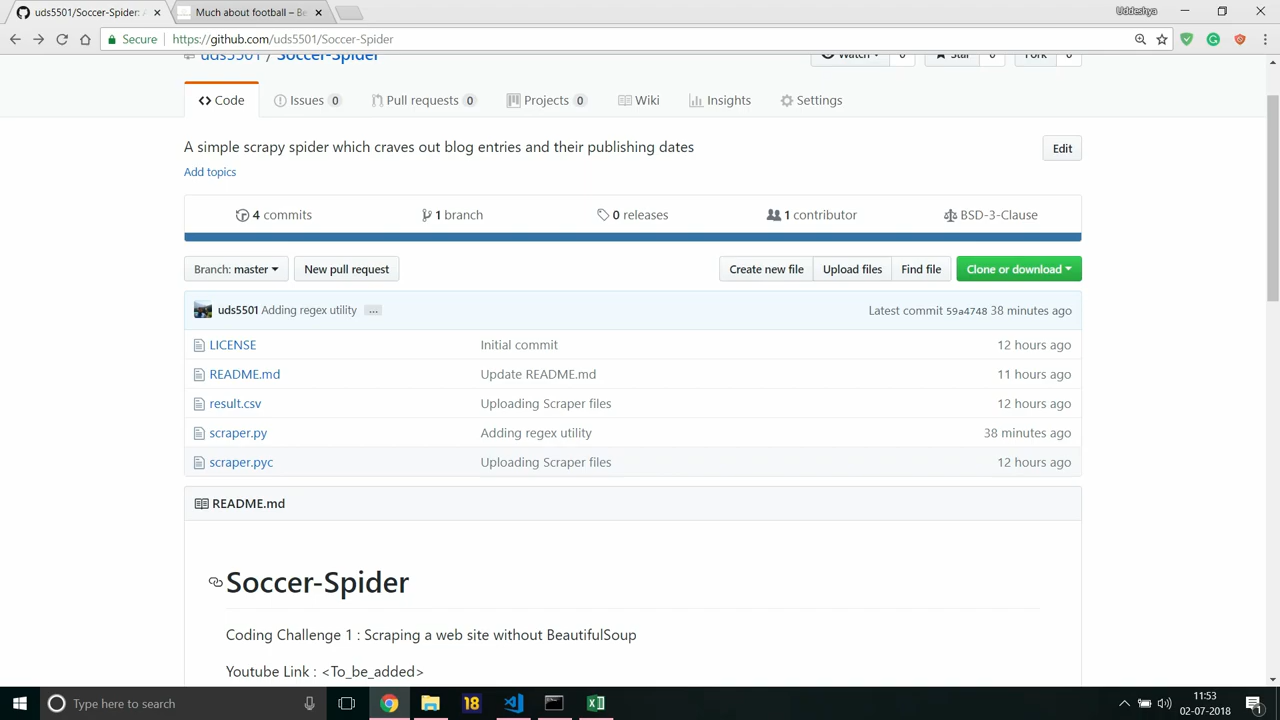 uds5501/Soccer-Spider:
Much about football – Be
Uddeshya
Secure
https://github.com/uds5501/Soccer-Spider
uds5501 / Soccer-Spider
Watch 0
Star 0
Fork 0
Code
Issues 0
Pull requests 0
Projects 0
Wiki
Insights
Settings
A simple scrapy spider which craves out blog entries and their publishing dates
Edit
Add topics
4 commits
1 branch
0 releases
1 contributor
BSD-3-Clause
Branch: master
New pull request
Create new file
Upload files
Find file
Clone or download
uds5501 Adding regex utility ...
Latest commit 59a4748 38 minutes ago
LICENSE Initial commit 12 hours ago
README.md Update README.md 11 hours ago
result.csv Uploading Scraper files 12 hours ago
scraper.py Adding regex utility 38 minutes ago
scraper.pyc Uploading Scraper files 12 hours ago
README.md
Soccer-Spider
Coding Challenge 1 : Scraping a web site without BeautifulSoup
Youtube Link : <To_be_added>
Type here to search
18
11:53
02-07-2018
1